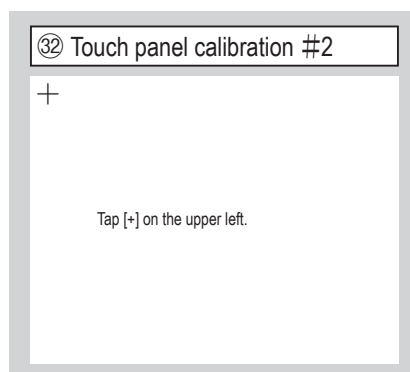 ㉜ Touch panel calibration #2
+
Tap [+] on the upper left.